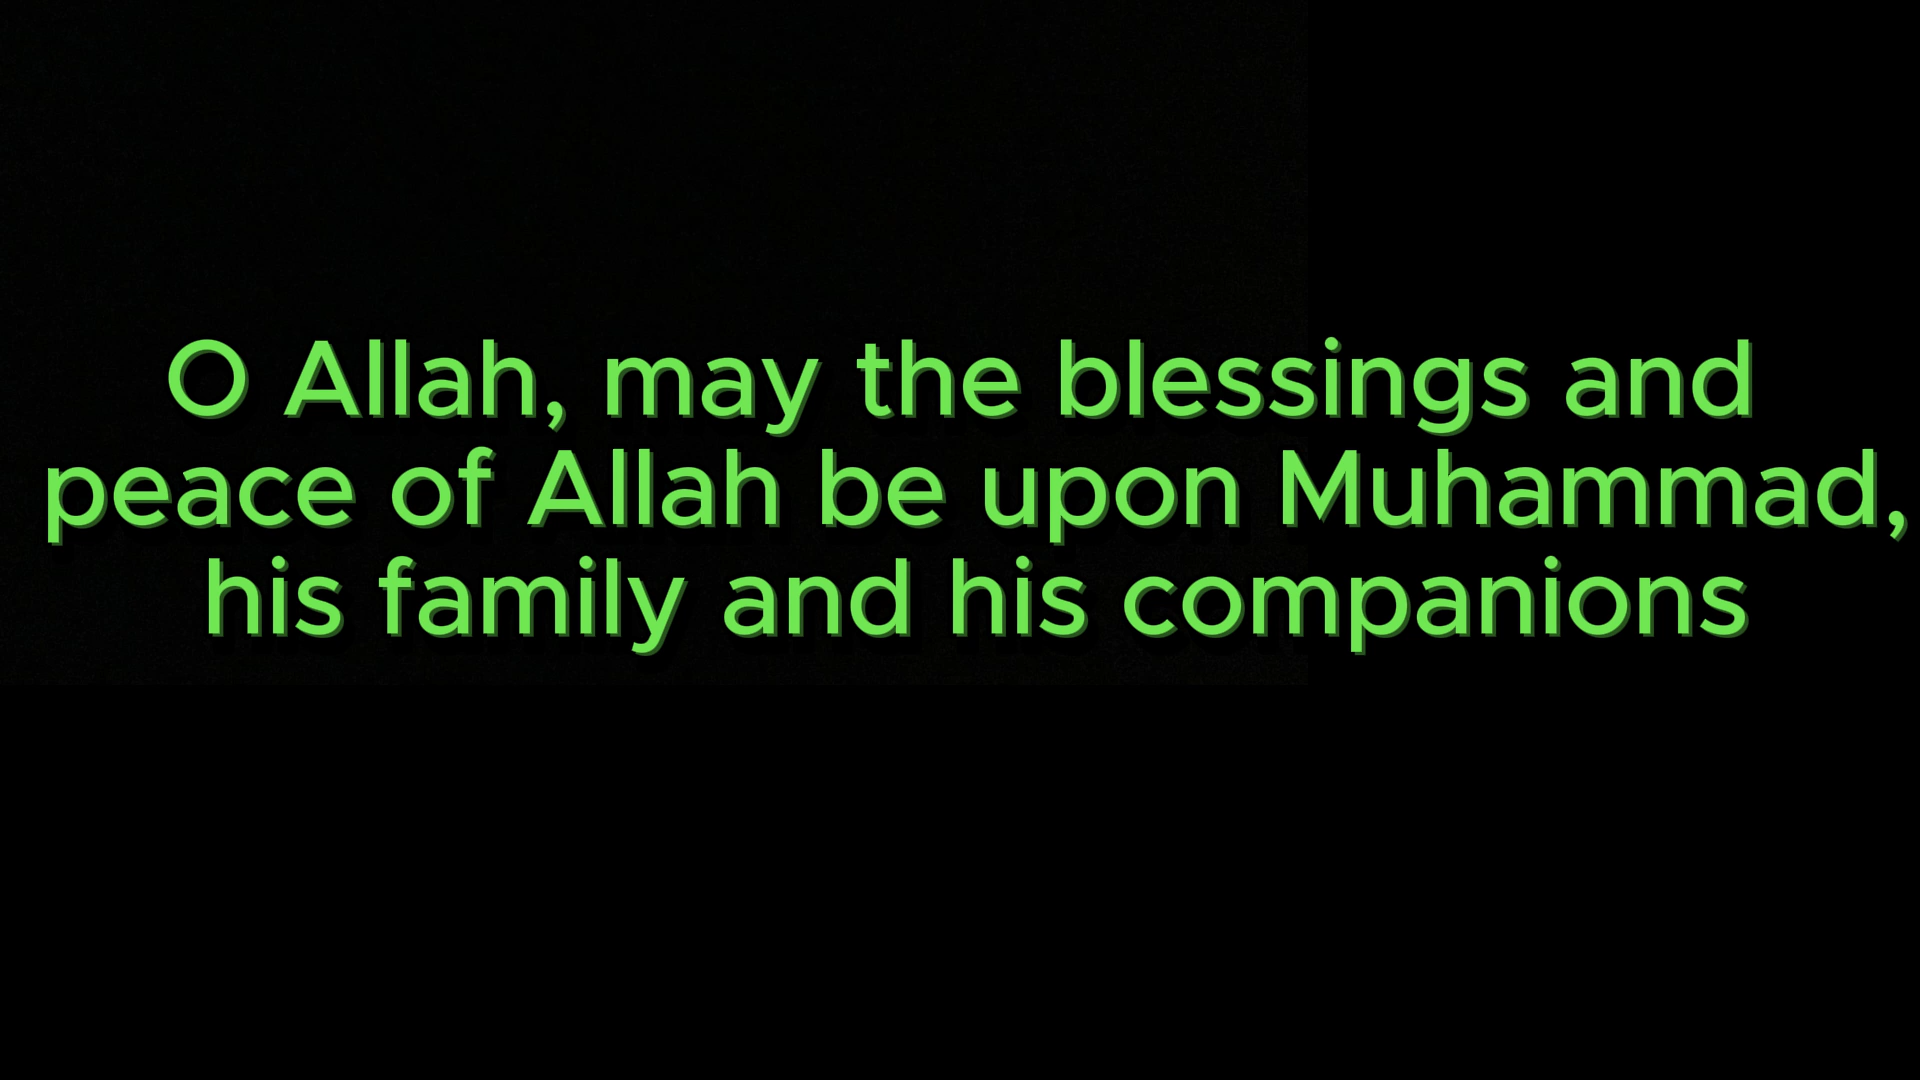 O Allah, may the blessings and
peace of Allah be upon Muhammad,
his family and his companions